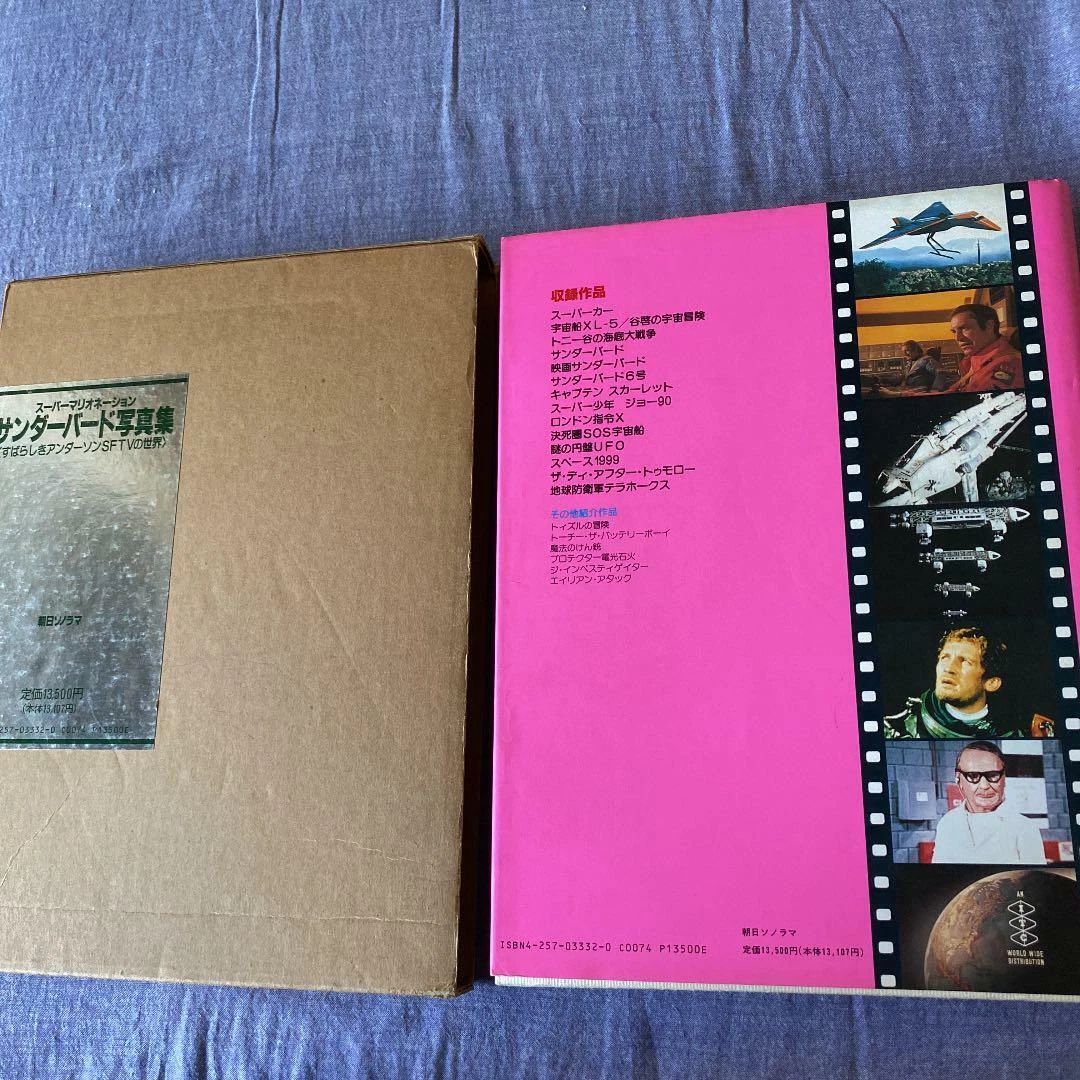 スーパーマリオネーション
サンダーバード写真集
すばらしきアンダーソンSFTVの世界〉
朝日ソノラマ
定価13,500円
(本体13,107円)
257-03332-0 C0074 P13500E
収録作品
スーパーカー
宇宙船XL-5/谷啓の宇宙冒険
トニー谷の海底大戦争
サンダーバード
映画サンダーバード
サンダーバード6号
キャプテン スカーレット
スーパー少年 ジョー90
ロンドン指令X
決死圏SOS宇宙船
謎の円盤UFO
スペース1999
ザ・デイ・アフター・トゥモロー
地球防衛軍テラホークス
その他紹介作品
トイズルの冒険
トーチー・ザ・バッテリーボーイ
魔法のけん銃
プロテクター電光石火
ジ・インベスティゲイター
エイリアン・アタック
ISBN4-257-03332-0 C0074 P13500E
朝日ソノラマ
定価13,500円(本体13,107円)
AN
ITC
WORLD WIDE
DISTRIBUTION